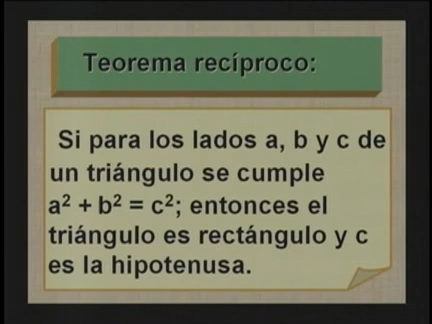 Teorema recíproco:
Si para los lados a, b y c de
un triángulo se cumple
a² + b² = c²; entonces el
triángulo es rectángulo y c
es la hipotenusa.